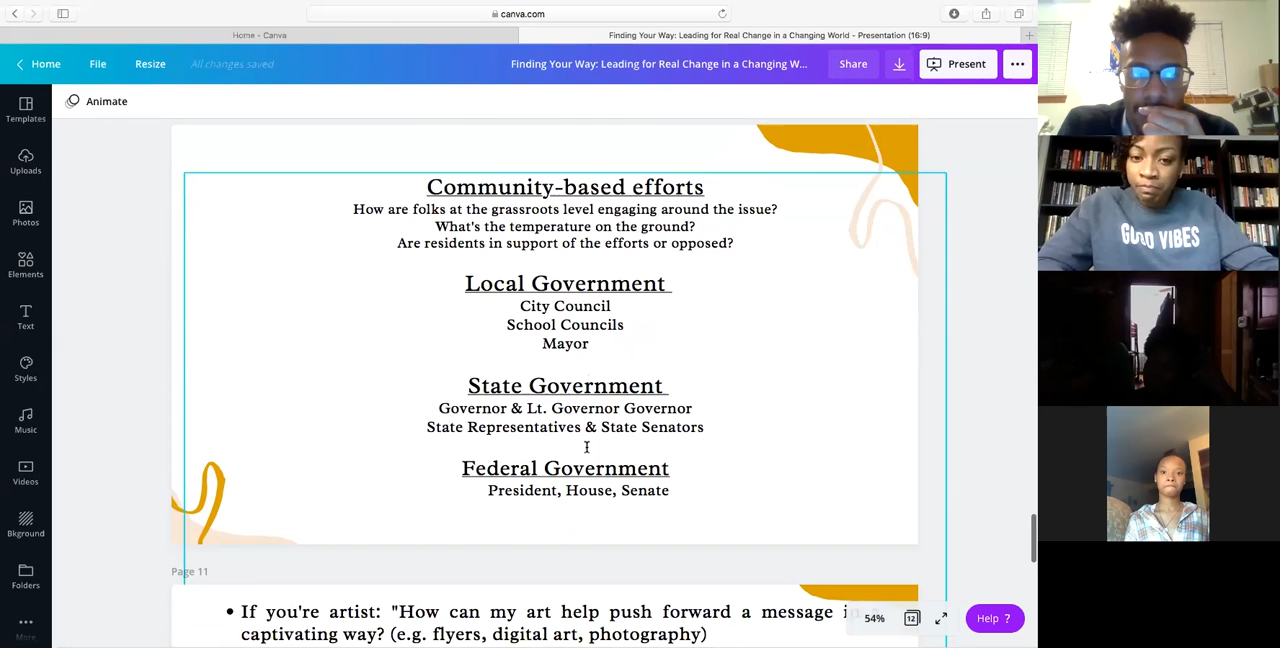 canva.com
Home - Canva
Finding Your Way: Leading for Real Change in a Changing World - Presentation (16:9)
Home
File
Resize
All changes saved
Finding Your Way: Leading for Real Change in a Changing W...
Share
Present
Animate
Templates
Uploads
Photos
Elements
Text
Styles
Music
Videos
Bkground
Folders
More
Community-based efforts
How are folks at the grassroots level engaging around the issue?
What's the temperature on the ground?
Are residents in support of the efforts or opposed?
Local Government
City Council
School Councils
Mayor
State Government
Governor & Lt. Governor Governor
State Representatives & State Senators
Federal Government
President, House, Senate
Page 11
• If you're artist: "How can my art help push forward a message
captivating way? (e.g. flyers, digital art, photography)
54%
12
Help ?
GOOD VIBES